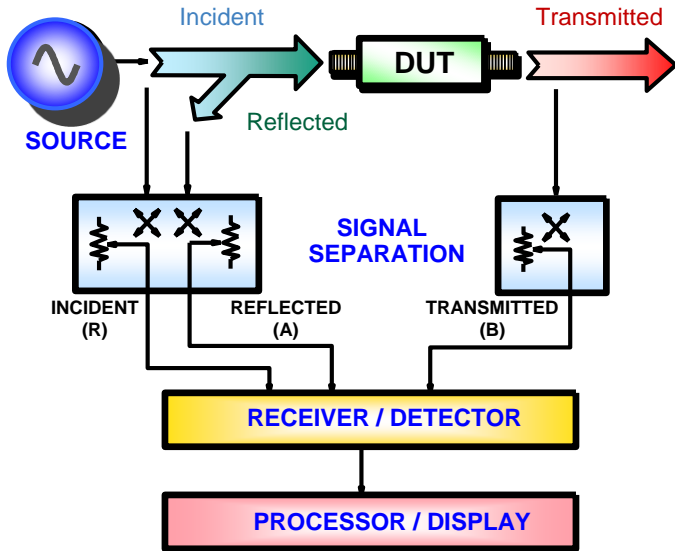 Incident
Transmitted
DUT
Reflected
SOURCE
SIGNAL
SEPARATION
INCIDENT
(R)
REFLECTED
(A)
TRANSMITTED
(B)
RECEIVER / DETECTOR
PROCESSOR / DISPLAY